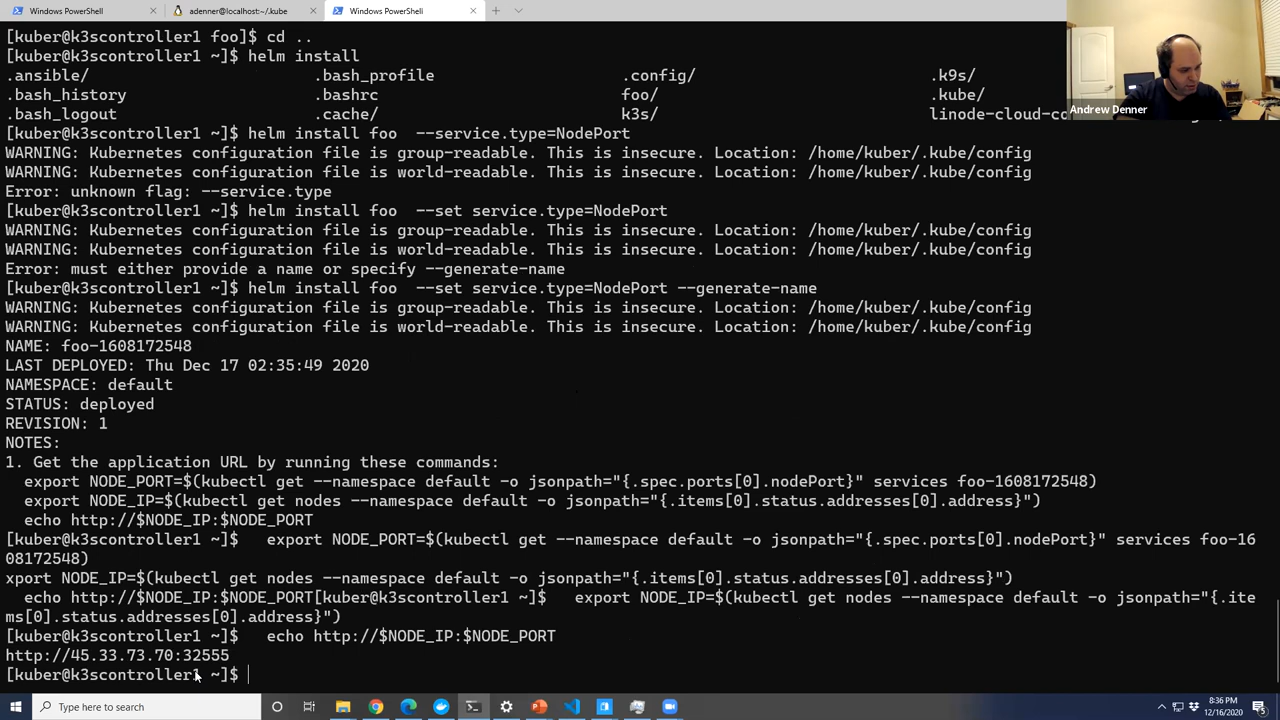 Windows PowerShell
adenner@localhost:~/.kube
Windows PowerShell
[kuber@k3scontroller1 foo]$ cd ..
[kuber@k3scontroller1 ~]$ helm install
.ansible/ .bash_profile .config/ .k9s/
.bash_history .bashrc foo/ .kube/
.bash_logout .cache/ k3s/
[kuber@k3scontroller1 ~]$ helm install foo  --service.type=NodePort
WARNING: Kubernetes configuration file is group-readable. This is insecure. Location: /home/kuber/.kube/config
WARNING: Kubernetes configuration file is world-readable. This is insecure. Location: /home/kuber/.kube/config
Error: unknown flag: --service.type
[kuber@k3scontroller1 ~]$ helm install foo  --set service.type=NodePort
WARNING: Kubernetes configuration file is group-readable. This is insecure. Location: /home/kuber/.kube/config
WARNING: Kubernetes configuration file is world-readable. This is insecure. Location: /home/kuber/.kube/config
Error: must either provide a name or specify --generate-name
[kuber@k3scontroller1 ~]$ helm install foo  --set service.type=NodePort --generate-name
WARNING: Kubernetes configuration file is group-readable. This is insecure. Location: /home/kuber/.kube/config
WARNING: Kubernetes configuration file is world-readable. This is insecure. Location: /home/kuber/.kube/config
NAME: foo-1608172548
LAST DEPLOYED: Thu Dec 17 02:35:49 2020
NAMESPACE: default
STATUS: deployed
REVISION: 1
NOTES:
1. Get the application URL by running these commands:
  export NODE_PORT=$(kubectl get --namespace default -o jsonpath="{.spec.ports[0].nodePort}" services foo-1608172548)
  export NODE_IP=$(kubectl get nodes --namespace default -o jsonpath="{.items[0].status.addresses[0].address}")
  echo http://$NODE_IP:$NODE_PORT
[kuber@k3scontroller1 ~]$   export NODE_PORT=$(kubectl get --namespace default -o jsonpath="{.spec.ports[0].nodePort}" services foo-16
08172548)
xport NODE_IP=$(kubectl get nodes --namespace default -o jsonpath="{.items[0].status.addresses[0].address}")
  echo http://$NODE_IP:$NODE_PORT[kuber@k3scontroller1 ~]$   export NODE_IP=$(kubectl get nodes --namespace default -o jsonpath="{.ite
ms[0].status.addresses[0].address}")
[kuber@k3scontroller1 ~]$   echo http://$NODE_IP:$NODE_PORT
http://45.33.73.70:32555
[kuber@k3scontroller1 ~]$
Andrew Denner
Type here to search
8:36 PM
12/16/2020